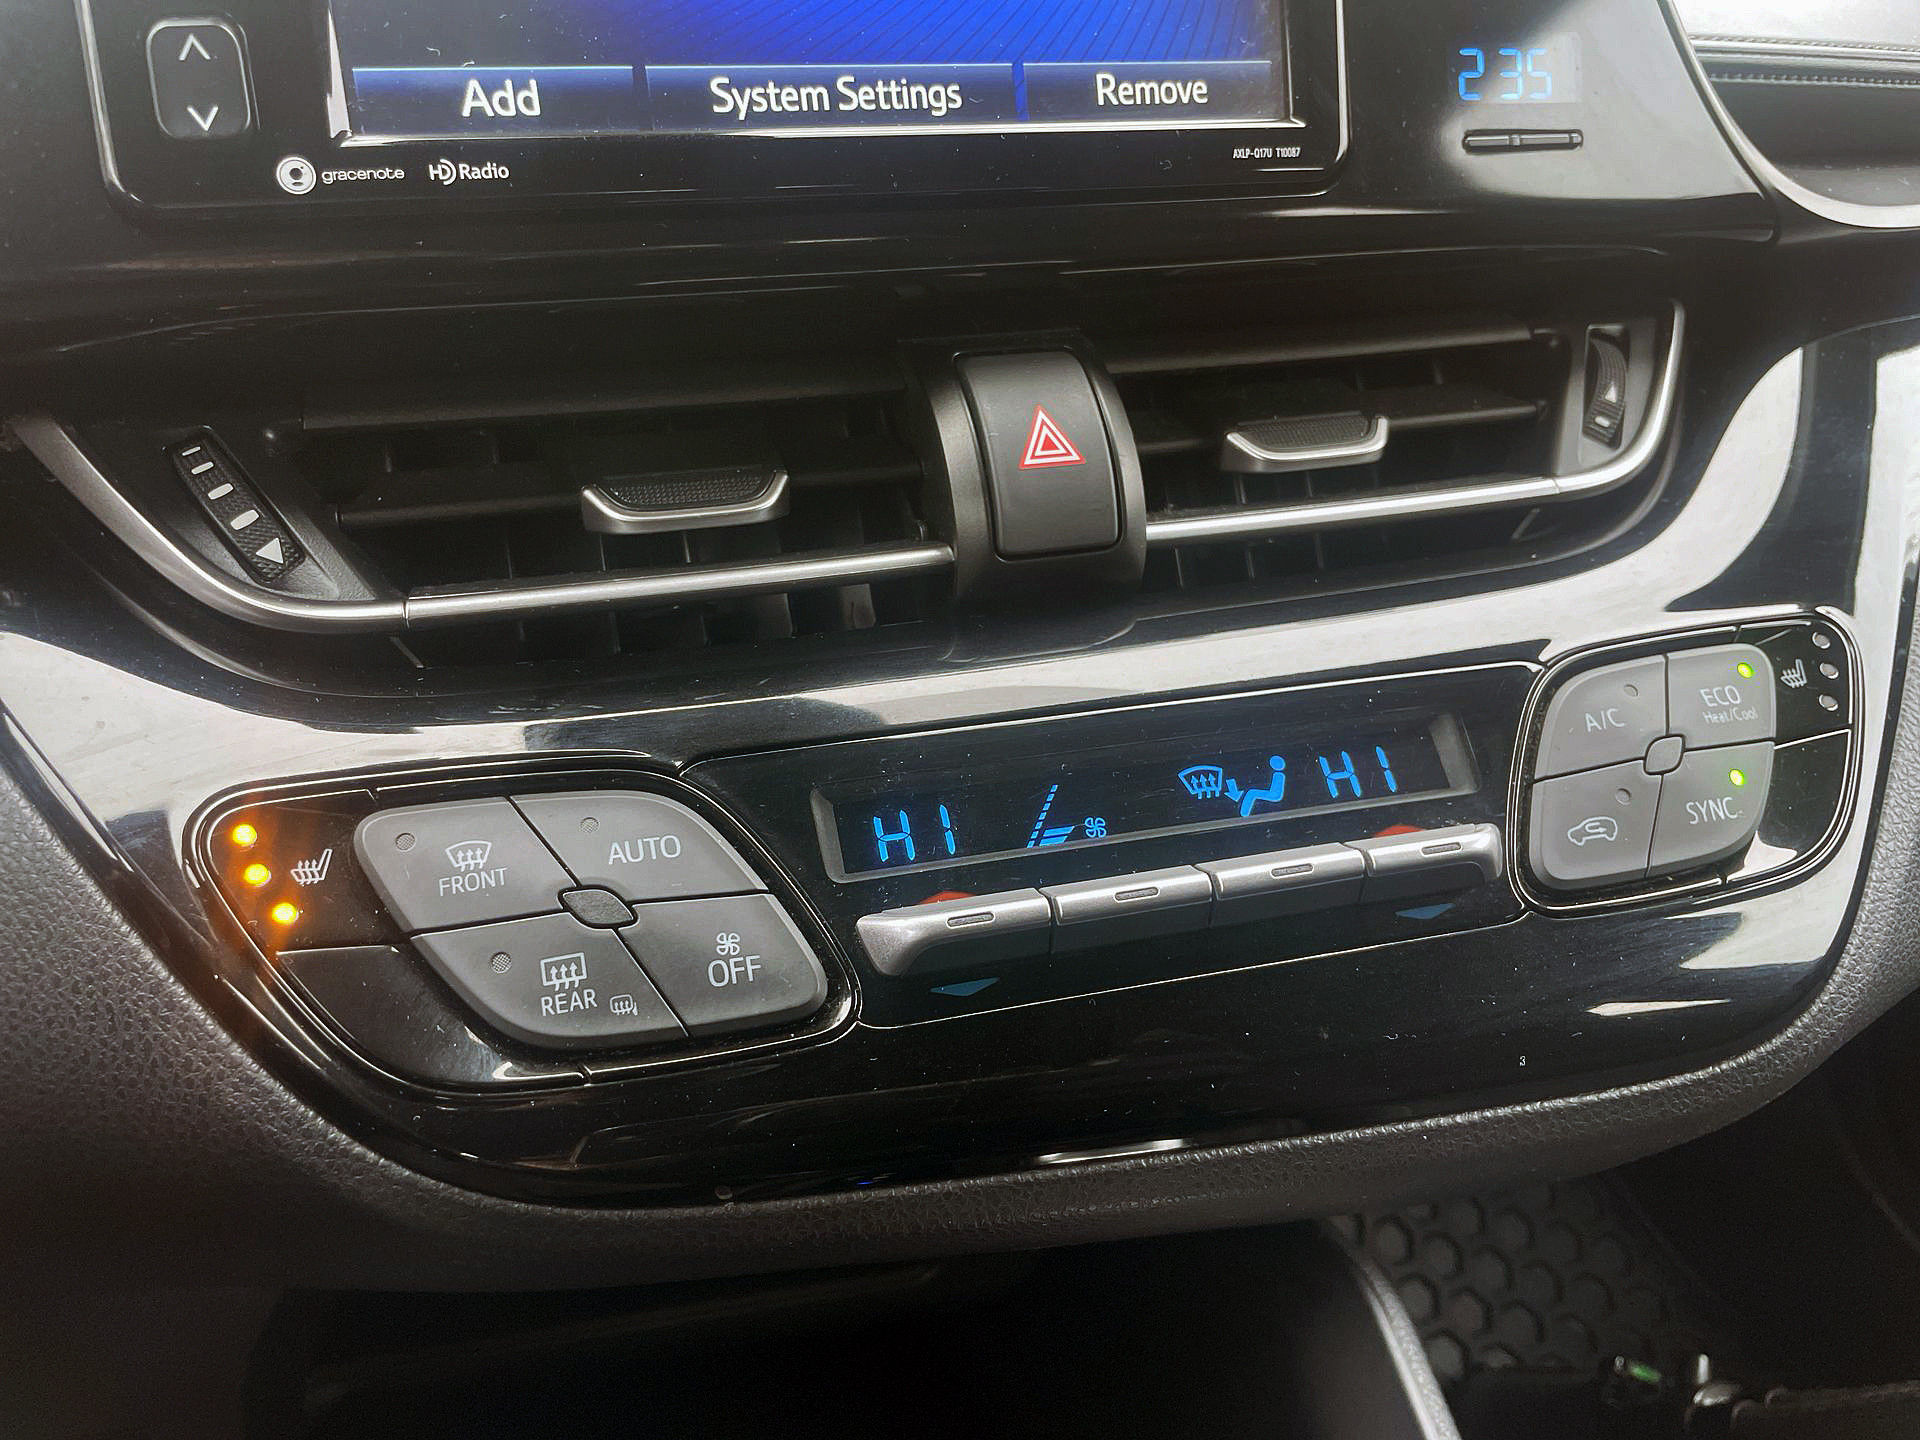 Add
System Settings
Remove
235
gracenote
HD Radio
AXLP-Q17U T10087
A/C
ECO
Heat/Cool
HI
HI
SYNC
FRONT
AUTO
REAR
OFF
3